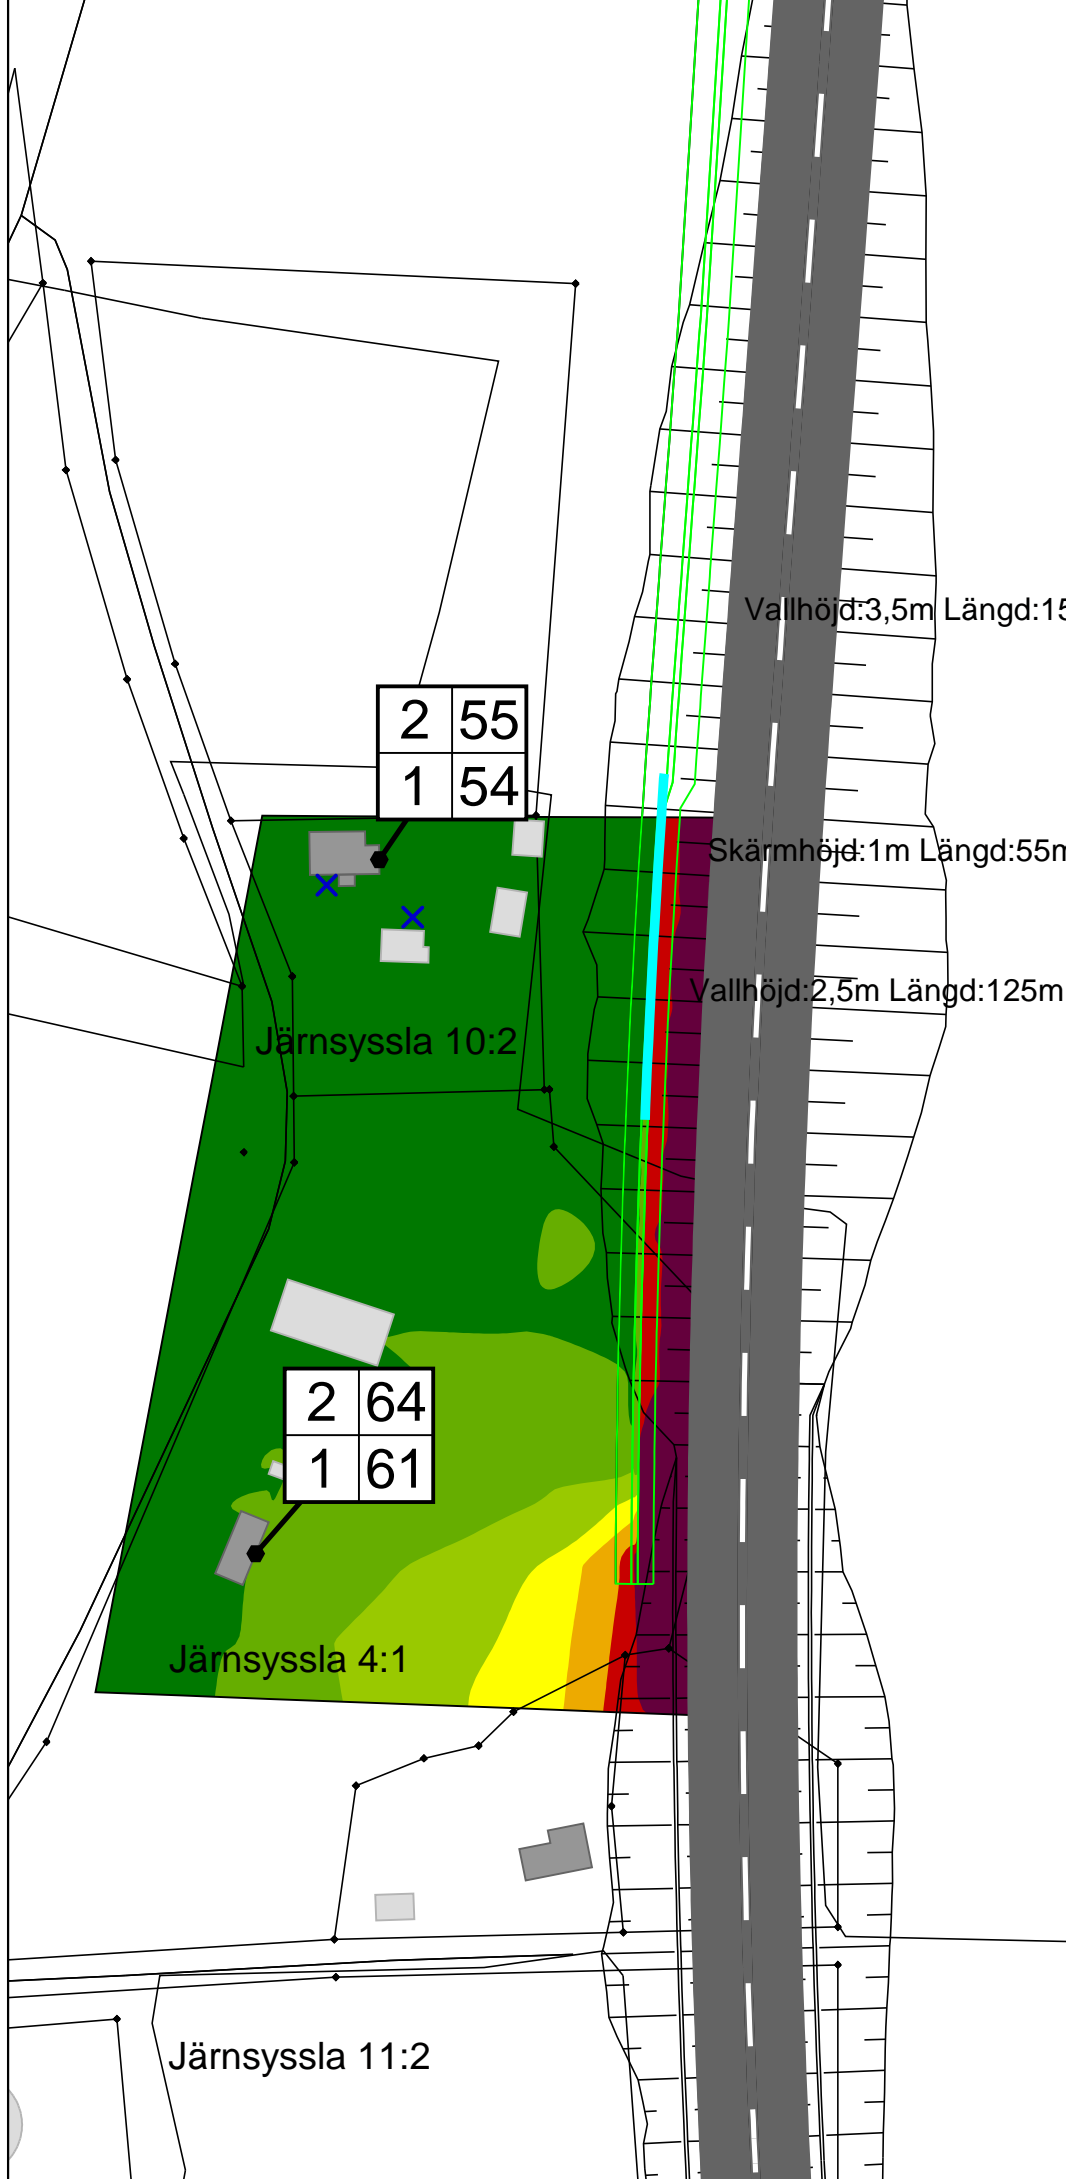 Vallhöjd:3,5m Längd:15
2 55
1 54
Skärmhöjd:1m Längd:55m
Vallhöjd:2,5m Längd:125m
Järnsyssla 10:2
2 64
1 61
Järnsyssla 4:1
Järnsyssla 11:2